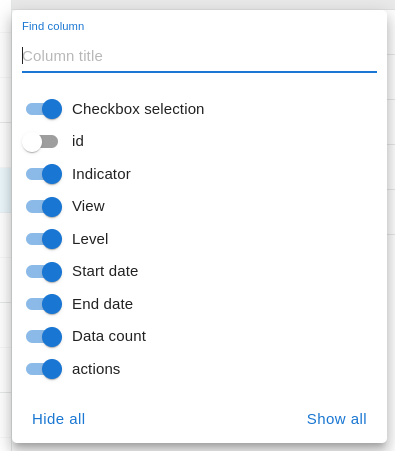 Find column
Column title
Checkbox selection
id
Indicator
View
Level
Start date
End date
Data count
actions
Hide all
Show all